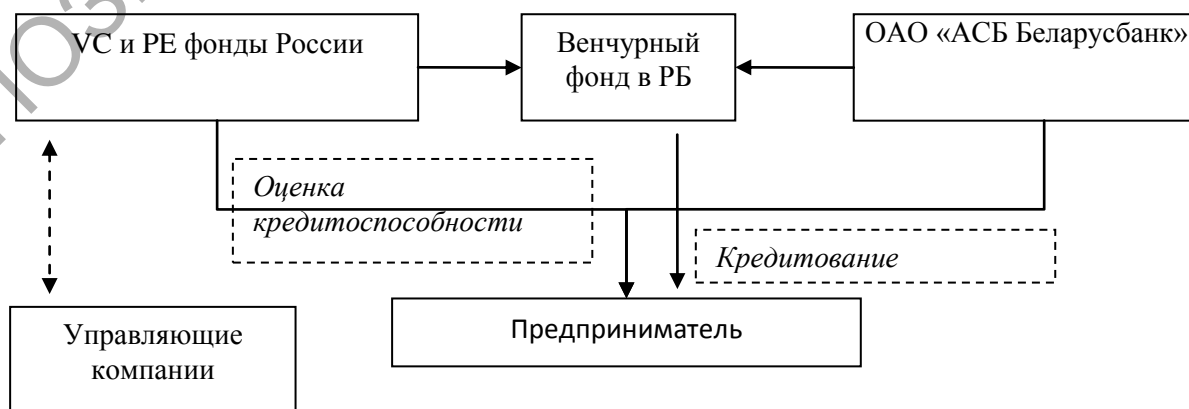 VC и PE фонды России
Венчурный
фонд в РБ
ОАО «АСБ Беларусбанк»
Оценка
кредитоспособности
Кредитование
Предприниматель
Управляющие
компании